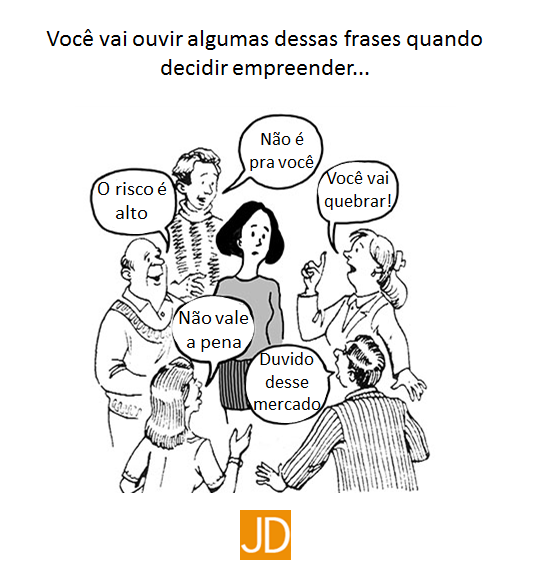 Você vai ouvir algumas dessas frases quando
decidir empreender...
Não é
pra você
O risco é
alto
Você vai
quebrar!
Não vale
a pena
Duvido
desse
mercado
JD